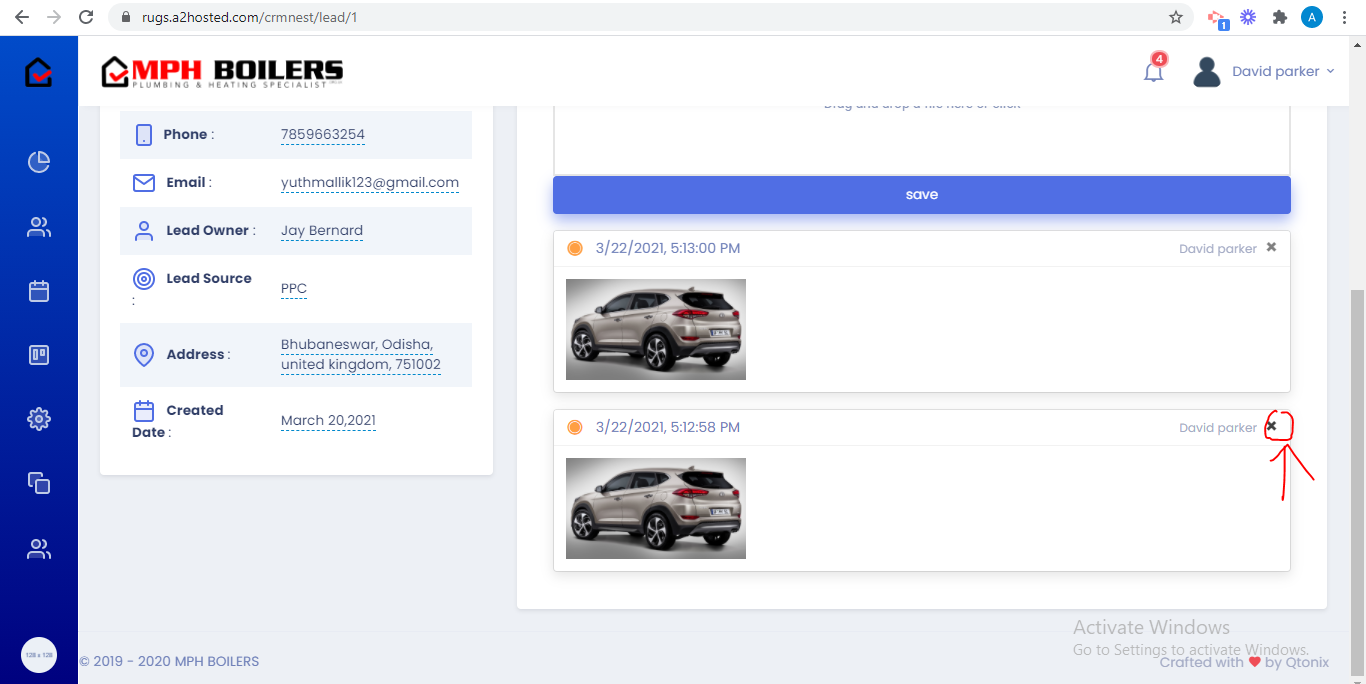 rugs.a2hosted.com/crmnest/lead/1
1
A
MPH BOILERS
PLUMBING & HEATING SPECIALIST
4
David parker
Drag and drop a file here or click
Phone :
7859663254
Email :
yuthmallik123@gmail.com
Lead Owner :
Jay Bernard
Lead Source
:
PPC
Address :
Bhubaneswar, Odisha,
united kingdom, 751002
Created
Date :
March 20,2021
save
3/22/2021, 5:13:00 PM
David parker
3/22/2021, 5:12:58 PM
David parker
Activate Windows
Go to Settings to activate Windows.
128 x 128
© 2019 - 2020 MPH BOILERS
Crafted with ❤ by Qtonix